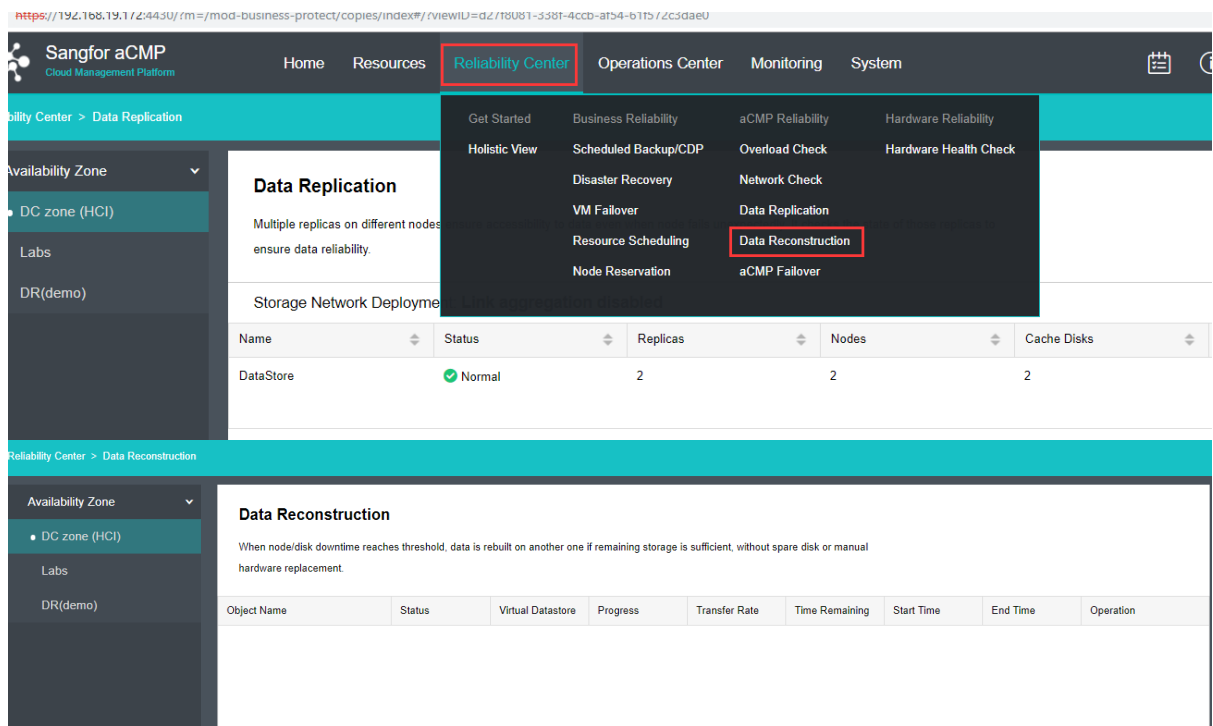 https://192.168.19.172:4430/?m=/mod-business-protect/copies/index#/?viewID=d27f8081-338f-4ccb-af54-61f572c3dae0
Sangfor aCMP
Cloud Management Platform
Home Resources Reliability Center Operations Center Monitoring System
bility Center > Data Replication
Get Started Business Reliability aCMP Reliability Hardware Reliability
Holistic View Scheduled Backup/CDP Overload Check Hardware Health Check
Disaster Recovery Network Check
VM Failover Data Replication
Resource Scheduling Data Reconstruction
Node Reservation aCMP Failover
Availability Zone
DC zone (HCI)
Labs
DR(demo)
Data Replication
Multiple replicas on different nodes
ensure data reliability.
Storage Network Deployment: Link aggregation disabled
Name Status Replicas Nodes Cache Disks
DataStore Normal 2 2 2
Reliability Center > Data Reconstruction
Availability Zone
DC zone (HCI)
Labs
DR(demo)
Data Reconstruction
When node/disk downtime reaches threshold, data is rebuilt on another one if remaining storage is sufficient, without spare disk or manual
hardware replacement.
Object Name Status Virtual Datastore Progress Transfer Rate Time Remaining Start Time End Time Operation